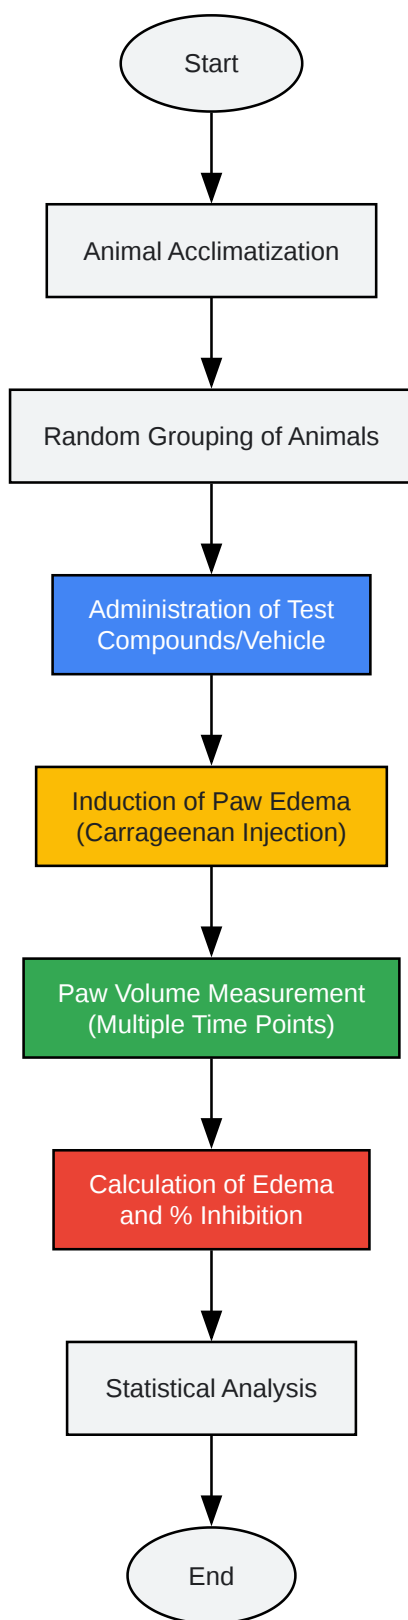 Start
Animal Acclimatization
Random Grouping of Animals
Administration of Test
Compounds/Vehicle
Induction of Paw Edema
(Carrageenan Injection)
Paw Volume Measurement
(Multiple Time Points)
Calculation of Edema
and % Inhibition
Statistical Analysis
End